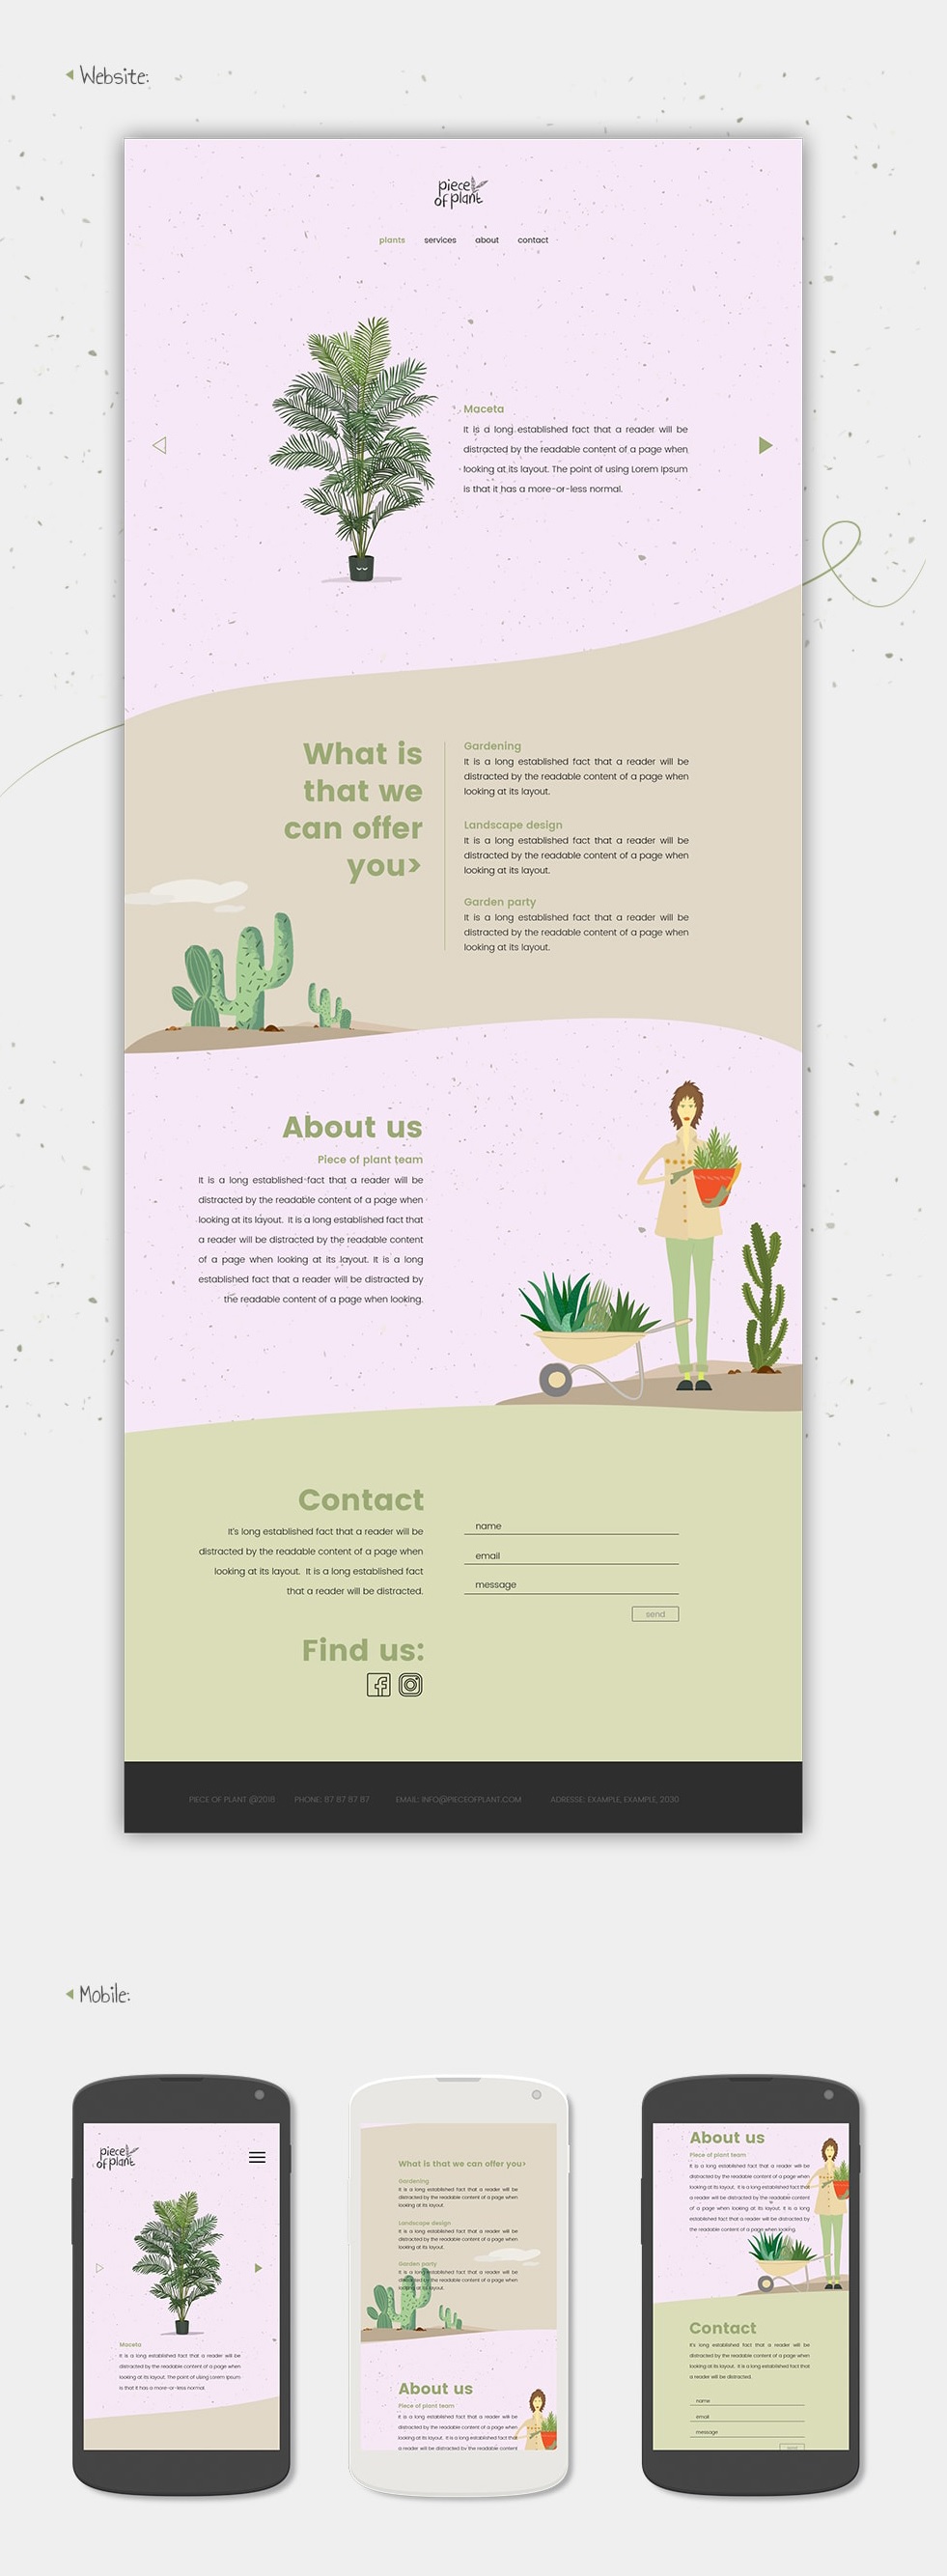 Website:
piece
of plant
plants services about contact
Maceta
It is a long established fact that a reader will be
distracted by the readable content of a page when
looking at its layout. The point of using Lorem Ipsum
is that it has a more-or-less normal.
What is
that we
can offer
you>
Gardening
It is a long established fact that a reader will be
distracted by the readable content of a page when
looking at its layout.
Landscape design
It is a long established fact that a reader will be
distracted by the readable content of a page when
looking at its layout.
Garden party
It is a long established fact that a reader will be
distracted by the readable content of a page when
looking at its layout.
About us
Piece of plant team
It is a long established fact that a reader will be
distracted by the readable content of a page when
looking at its layout. It is a long established fact that
a reader will be distracted by the readable content
of a page when looking at its layout. It is a long
established fact that a reader will be distracted by
the readable content of a page when looking.
Contact
It's long established fact that a reader will be
distracted by the readable content of a page when
looking at its layout. It is a long established fact
that a reader will be distracted.
name
email
message
send
Find us:
PIECE OF PLANT @2018 PHONE: 87 87 87 87 EMAIL: INFO@PIECEOFPLANT.COM ADRESSE: EXAMPLE, EXAMPLE, 2030
Mobile:
piece
of plant
Maceta
It is a long established fact that a reader will be
distracted by the readable content of a page when
looking at its layout. The point of using Lorem Ipsum
is that it has a more-or-less normal.
What is that we can offer you>
Gardening
It is a long established fact that a reader will be
distracted by the readable content of a page when
looking at its layout.
Landscape design
It is a long established fact that a reader will be
distracted by the readable content of a page when
looking at its layout.
Garden party
It is a long established fact that a reader will be
distracted by the readable content of a page when
looking at its layout.
About us
Piece of plant team
It is a long established fact that a reader will be
distracted by the readable content of a page when
looking at its layout. It is a long established fact that
a reader will be distracted by the readable content
About us
Piece of plant team
It is a long established fact that a reader will be
distracted by the readable content of a page when
looking at its layout. It is a long established fact that
a reader will be distracted by the readable content
of a page when looking at its layout. It is a long
established fact that a reader will be distracted by
the readable content of a page when looking.
Contact
It's long established fact that a reader will be
distracted by the readable content of a page when
looking at its layout. It is a long established fact that
a reader will be distracted.
name
email
message
send